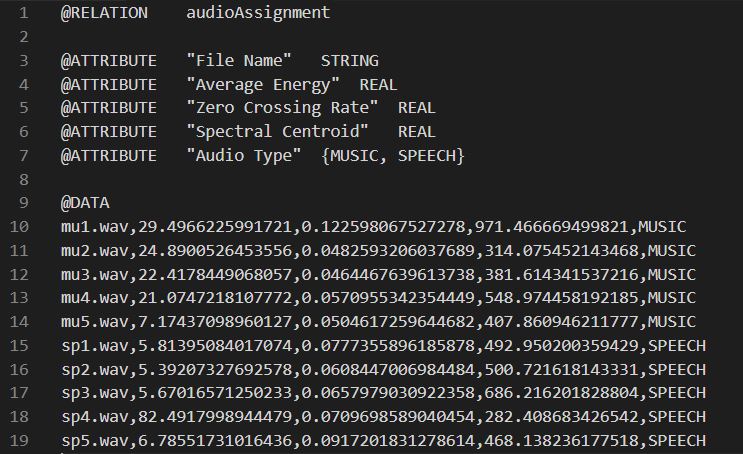 1 @RELATION audioAssignment
2
3 @ATTRIBUTE "File Name" STRING
4 @ATTRIBUTE "Average Energy" REAL
5 @ATTRIBUTE "Zero Crossing Rate" REAL
6 @ATTRIBUTE "Spectral Centroid" REAL
7 @ATTRIBUTE "Audio Type" {MUSIC, SPEECH}
8
9 @DATA
10 mu1.wav,29.4966225991721,0.122598067527278,971.466669499821,MUSIC
11 mu2.wav,24.8900526453556,0.0482593206037689,314.075452143468,MUSIC
12 mu3.wav,22.4178449068057,0.0464467639613738,381.614341537216,MUSIC
13 mu4.wav,21.0747218107772,0.0570955342354449,548.974458192185,MUSIC
14 mu5.wav,7.17437098960127,0.0504617259644682,407.860946211777,MUSIC
15 sp1.wav,5.81395084017074,0.0777355896185878,492.950200359429,SPEECH
16 sp2.wav,5.39207327692578,0.0608447006984484,500.721618143331,SPEECH
17 sp3.wav,5.67016571250233,0.0657979030922358,686.216201828804,SPEECH
18 sp4.wav,82.4917998944479,0.0709698589040454,282.408683426542,SPEECH
19 sp5.wav,6.78551731016436,0.0917201831278614,468.138236177518,SPEECH